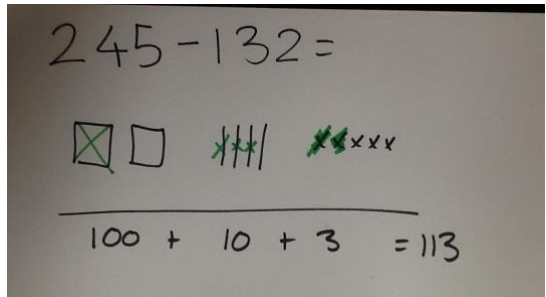 245-132=
x x x x x
100 + 10 + 3 = 113